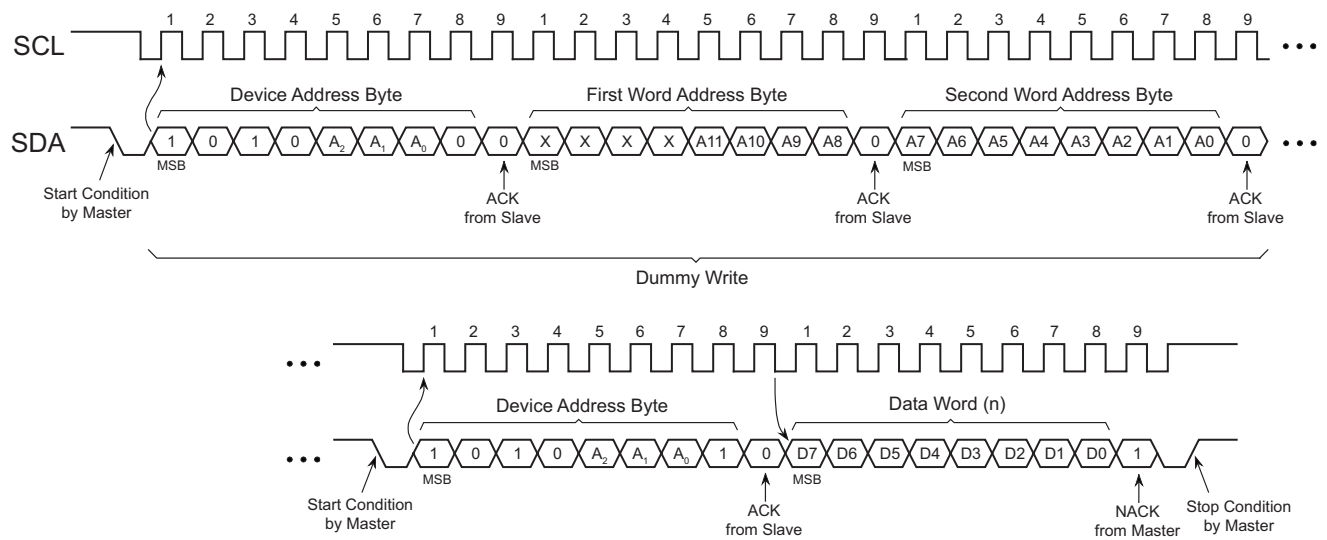 1 2 3 4 5 6 7 8 9 1 2 3 4 5 6 7 8 9 1 2 3 4 5 6 7 8 9
SCL
Device Address Byte First Word Address Byte Second Word Address Byte
SDA 1 0 1 0 A₂ A₁ A₀ 0 0 X X X X A11 A10 A9 A8 0 A7 A6 A5 A4 A3 A2 A1 A0 0
MSB MSB MSB
Start Condition
by Master
ACK
from Slave
ACK
from Slave
ACK
from Slave
Dummy Write
1 2 3 4 5 6 7 8 9 1 2 3 4 5 6 7 8 9
Device Address Byte Data Word (n)
1 0 1 0 A₂ A₁ A₀ 1 0 D7 D6 D5 D4 D3 D2 D1 D0 1
MSB MSB
Start Condition
by Master
ACK
from Slave
NACK
from Master
Stop Condition
by Master